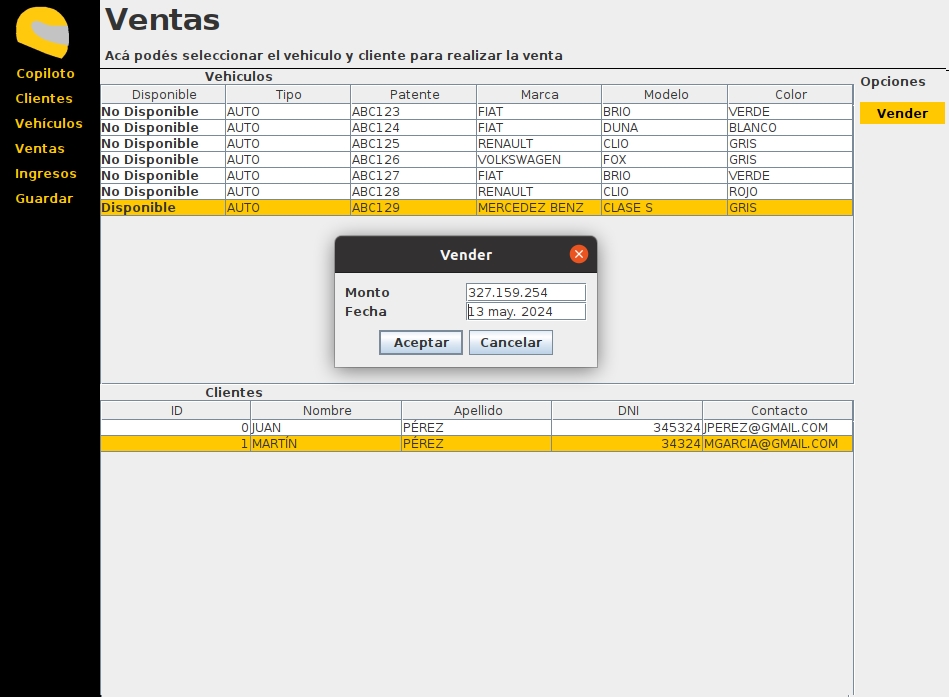 Copiloto
Clientes
Vehículos
Ventas
Ingresos
Guardar
Ventas
Acá podés seleccionar el vehiculo y cliente para realizar la venta
Vehiculos
Disponible Tipo Patente Marca Modelo Color
No Disponible AUTO ABC123 FIAT BRIO VERDE
No Disponible AUTO ABC124 FIAT DUNA BLANCO
No Disponible AUTO ABC125 RENAULT CLIO GRIS
No Disponible AUTO ABC126 VOLKSWAGEN FOX GRIS
No Disponible AUTO ABC127 FIAT BRIO VERDE
No Disponible AUTO ABC128 RENAULT CLIO ROJO
Disponible AUTO ABC129 MERCEDEZ BENZ CLASE S GRIS
Opciones
Vender
Vender
Monto 327.159.254
Fecha 13 may. 2024
Aceptar Cancelar
Clientes
ID Nombre Apellido DNI Contacto
0 JUAN PÉREZ 345324 JPEREZ@GMAIL.COM
1 MARTÍN PÉREZ 34324 MGARCIA@GMAIL.COM